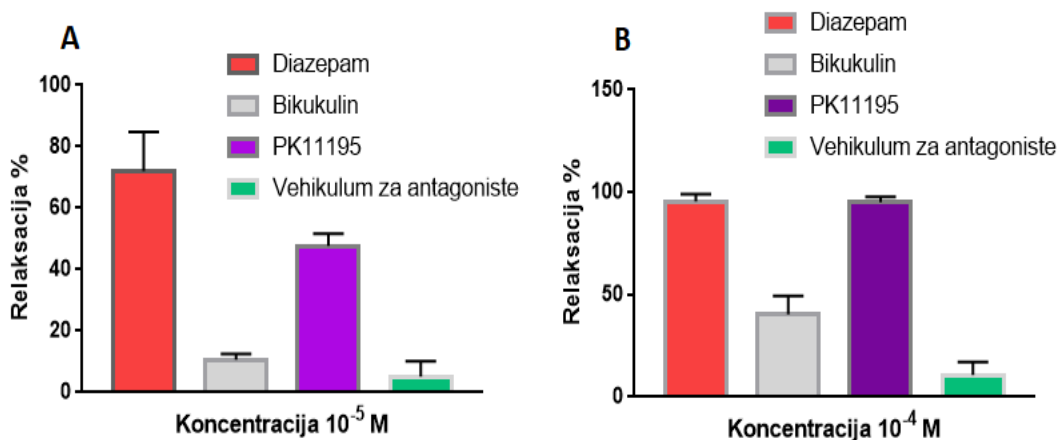 A
Diazepam
Bikukulin
PK11195
Vehikulum za antagoniste
Relaksacija %
100
80
60
40
20
0
Koncentracija 10⁻⁵ M
B
Diazepam
Bikukulin
PK11195
Vehikulum za antagoniste
Relaksacija %
150
100
50
0
Koncentracija 10⁻⁴ M